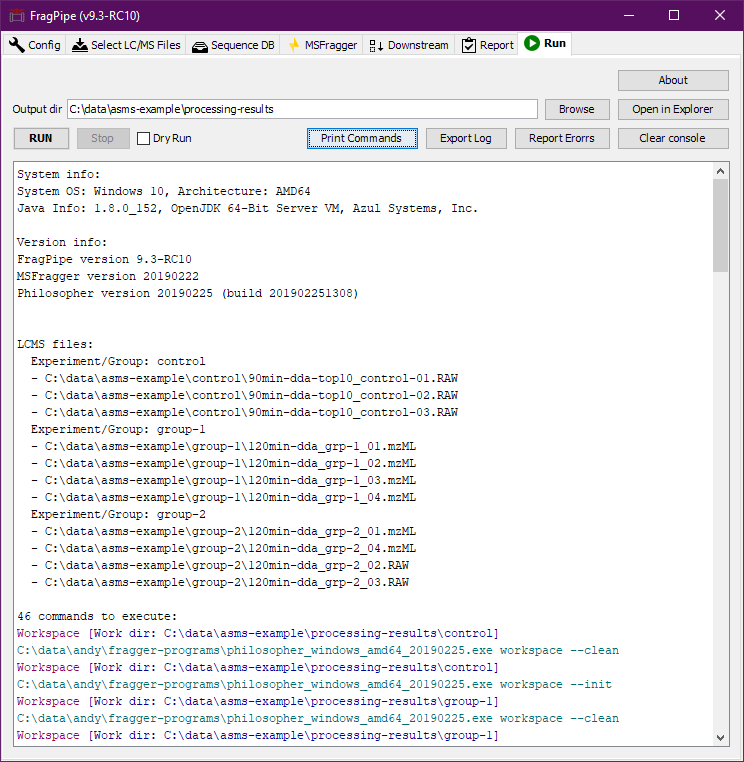 FragPipe (v9.3-RC10)
Config Select LC/MS Files Sequence DB MSFragger Downstream Report Run
About
Output dir C:\data\asms-example\processing-results Browse Open in Explorer
RUN Stop Dry Run Print Commands Export Log Report Erorrs Clear console
System info:
System OS: Windows 10, Architecture: AMD64
Java Info: 1.8.0_152, OpenJDK 64-Bit Server VM, Azul Systems, Inc.
Version info:
FragPipe version 9.3-RC10
MSFragger version 20190222
Philosopher version 20190225 (build 201902251308)
LCMS files:
Experiment/Group: control
- C:\data\asms-example\control\90min-dda-top10_control-01.RAW
- C:\data\asms-example\control\90min-dda-top10_control-02.RAW
- C:\data\asms-example\control\90min-dda-top10_control-03.RAW
Experiment/Group: group-1
- C:\data\asms-example\group-1\120min-dda_grp-1_01.mzML
- C:\data\asms-example\group-1\120min-dda_grp-1_02.mzML
- C:\data\asms-example\group-1\120min-dda_grp-1_03.mzML
- C:\data\asms-example\group-1\120min-dda_grp-1_04.mzML
Experiment/Group: group-2
- C:\data\asms-example\group-2\120min-dda_grp-2_01.mzML
- C:\data\asms-example\group-2\120min-dda_grp-2_04.mzML
- C:\data\asms-example\group-2\120min-dda_grp-2_02.RAW
- C:\data\asms-example\group-2\120min-dda_grp-2_03.RAW
46 commands to execute:
Workspace [Work dir: C:\data\asms-example\processing-results\control]
C:\data\andy\fragger-programs\philosopher_windows_amd64_20190225.exe workspace --clean
Workspace [Work dir: C:\data\asms-example\processing-results\control]
C:\data\andy\fragger-programs\philosopher_windows_amd64_20190225.exe workspace --init
Workspace [Work dir: C:\data\asms-example\processing-results\group-1]
C:\data\andy\fragger-programs\philosopher_windows_amd64_20190225.exe workspace --clean
Workspace [Work dir: C:\data\asms-example\processing-results\group-1]